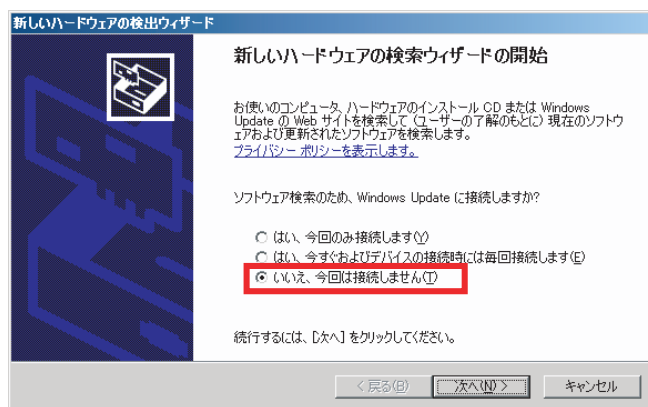 新しいハードウェアの検出ウィザード
新しいハードウェアの検索ウィザードの開始
お使いのコンピュータ、ハードウェアのインストール CD または Windows
Update の Web サイトを検索して (ユーザーの了解のもとに) 現在のソフトウ
ェアおよび更新されたソフトウェアを検索します。
プライバシー ポリシーを表示します。
ソフトウェア検索のため、Windows Update に接続しますか?
はい、今回のみ接続します(Y)
はい、今すぐおよびデバイスの接続時には毎回接続します(E)
いいえ、今回は接続しません(T)
続行するには、[次へ] をクリックしてください。
< 戻る(B)
次へ(N) >
キャンセル